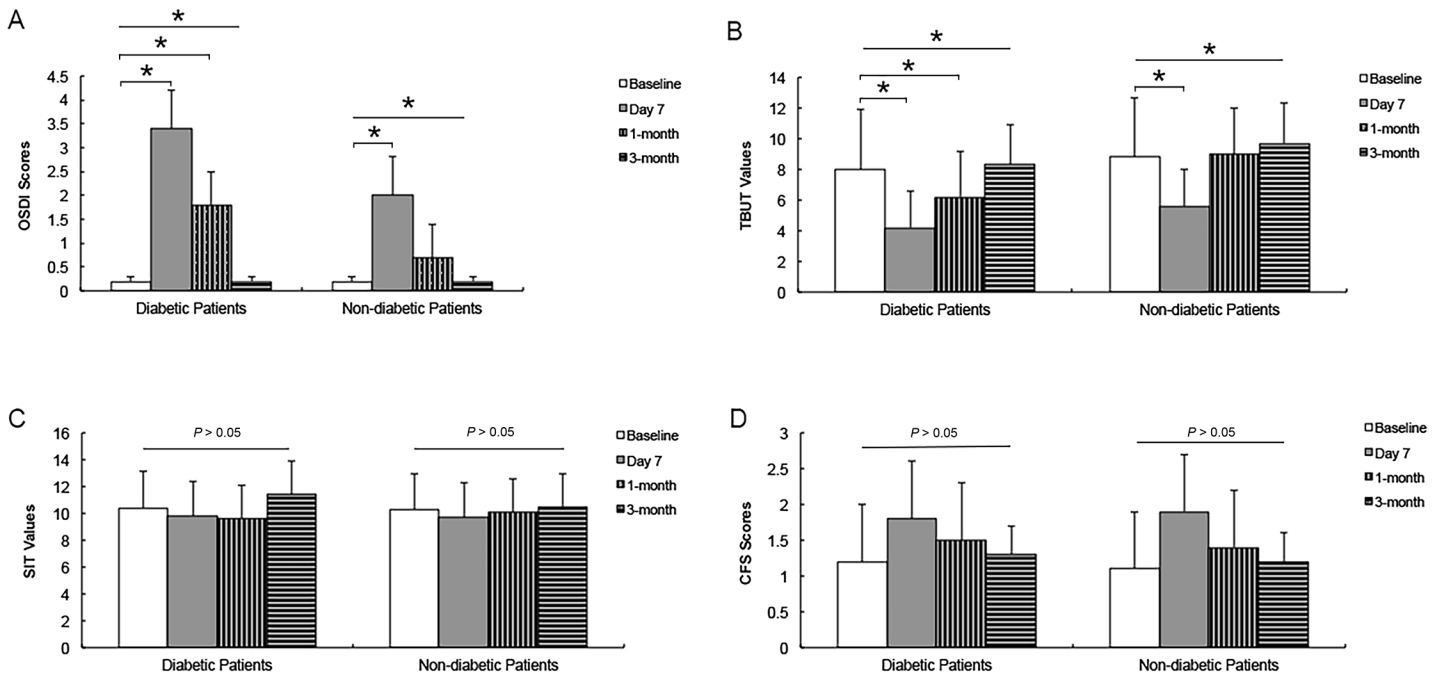 A
*
*
*
*
*
OSDI Scores
4.5
4
3.5
3
2.5
2
1.5
1
0.5
0
Diabetic Patients
Non-diabetic Patients
Baseline
Day 7
1-month
3-month
B
*
*
*
*
*
TBUT Values
14
12
10
8
6
4
2
0
Diabetic Patients
Non-diabetic Patients
Baseline
Day 7
1-month
3-month
C
P > 0.05
P > 0.05
SIT Values
16
14
12
10
8
6
4
2
0
Diabetic Patients
Non-diabetic Patients
Baseline
Day 7
1-month
3-month
D
P > 0.05
P > 0.05
CFS Scores
3
2.5
2
1.5
1
0.5
0
Diabetic Patients
Non-diabetic Patients
Baseline
Day 7
1-month
3-month